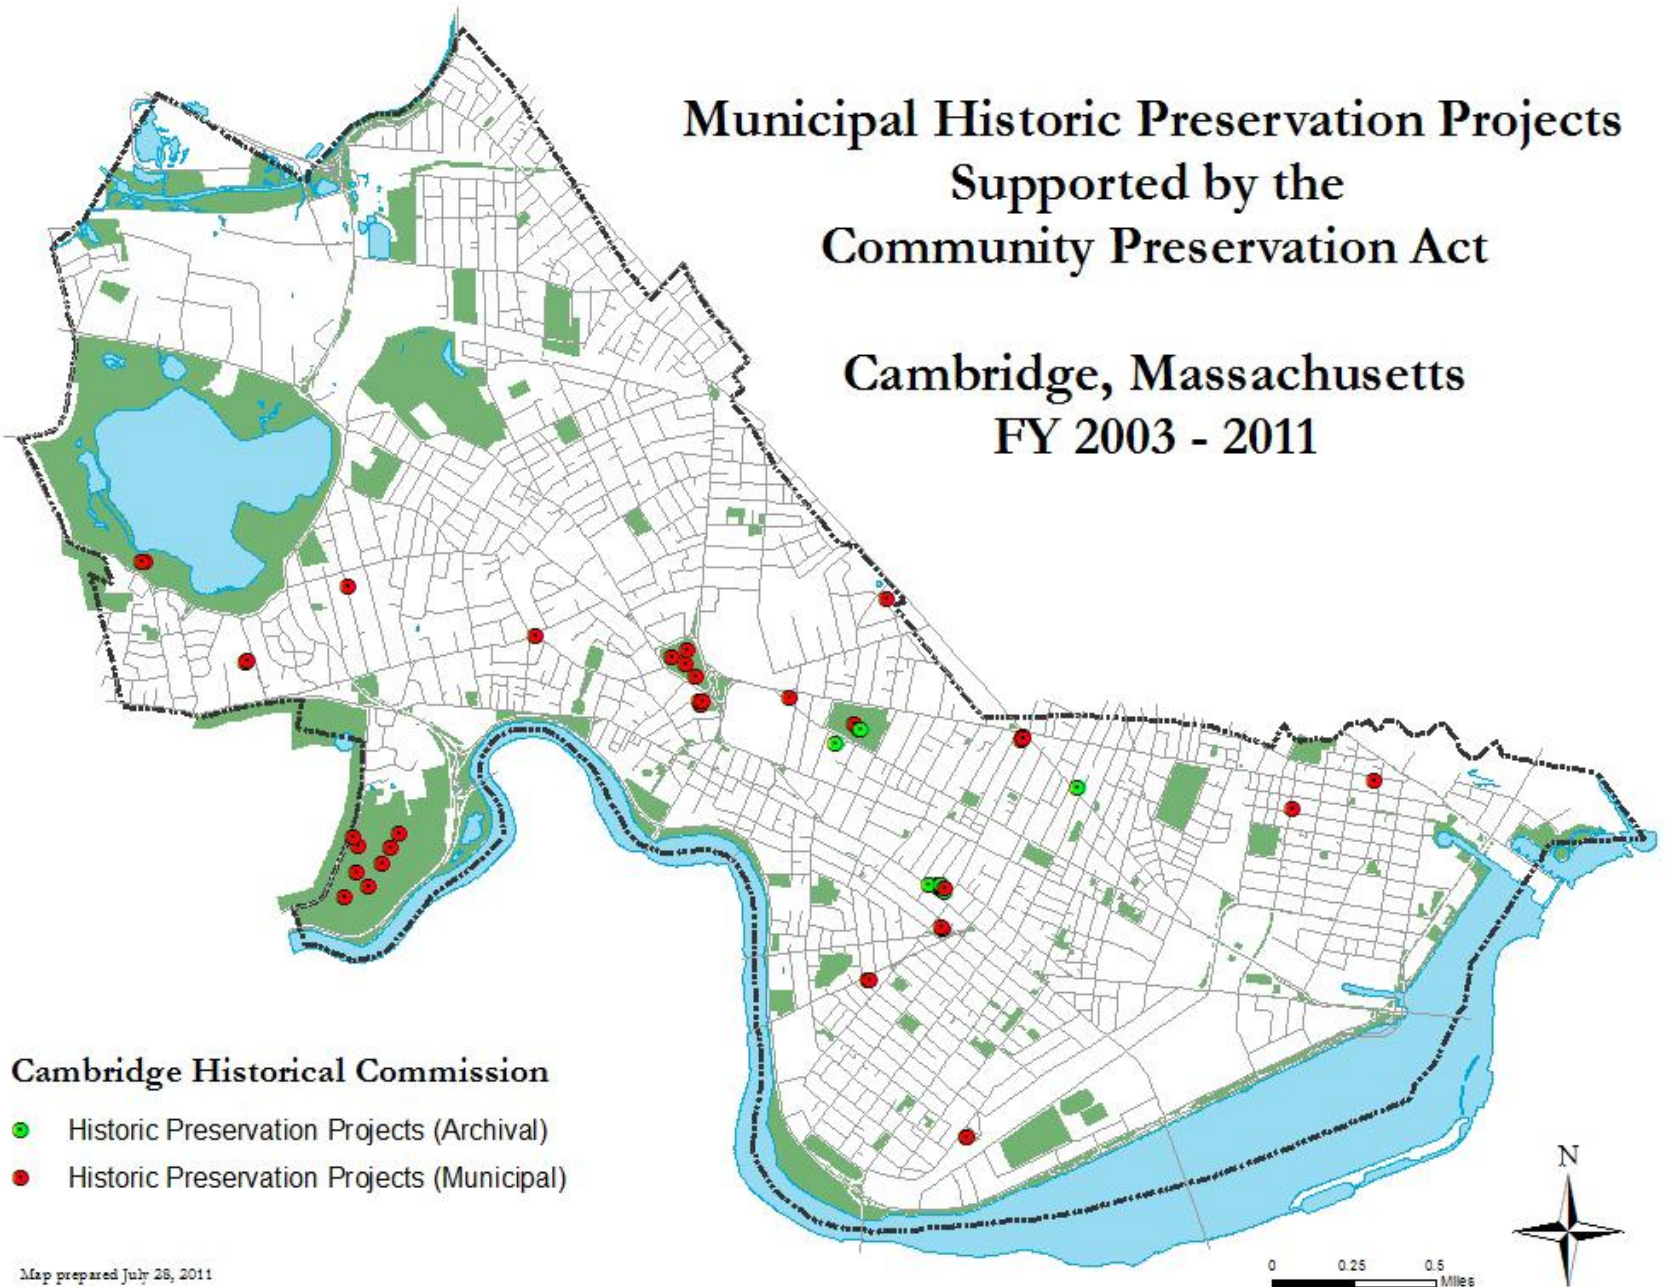 Municipal Historic Preservation Projects
Supported by the
Community Preservation Act
Cambridge, Massachusetts
FY 2003 - 2011
Cambridge Historical Commission
Historic Preservation Projects (Archival)
Historic Preservation Projects (Municipal)
Map prepared July 28, 2011
N
0 0.25 0.5
Miles